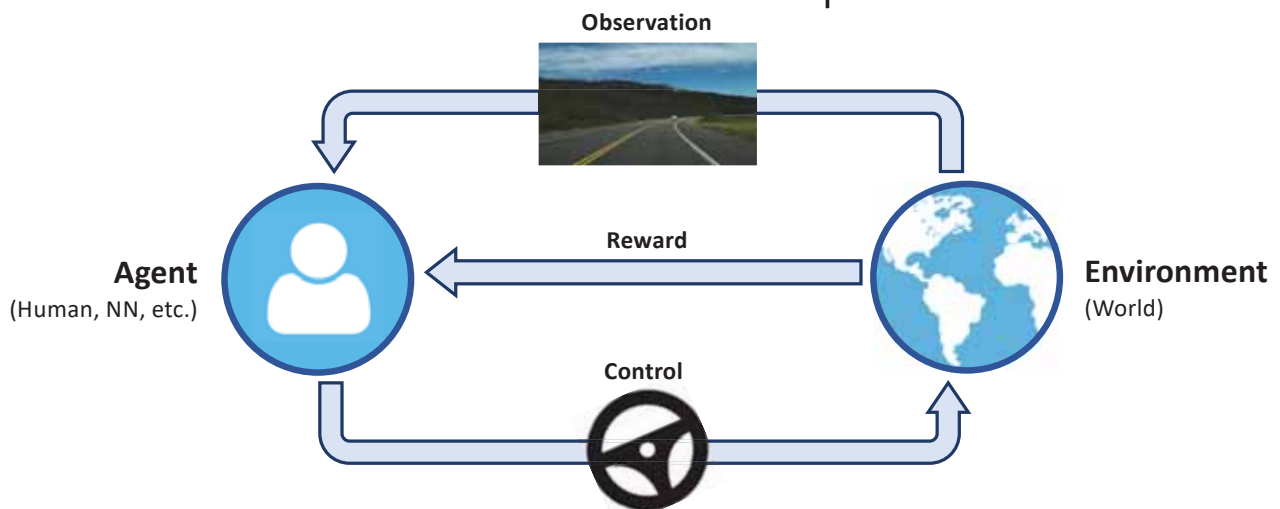 Observation
Reward
Agent
(Human, NN, etc.)
Environment
(World)
Control